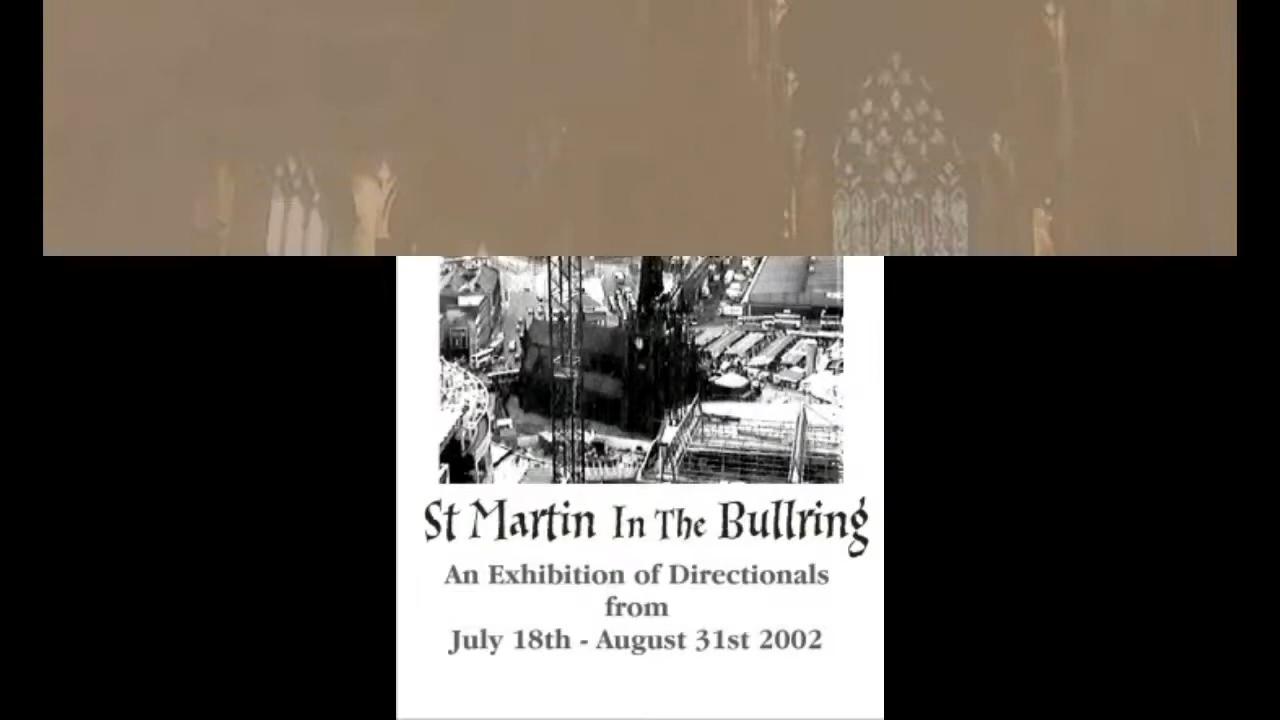 St Martin In The Bullring
An Exhibition of Directionals
from
July 18th - August 31st 2002